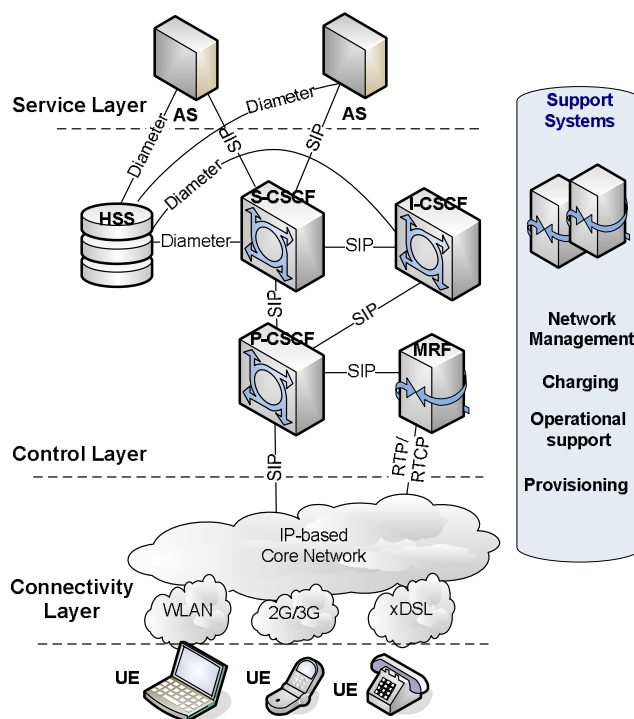 Service Layer
AS
AS
Diameter
Diameter
Diameter
SIP
SIP
Support
Systems
HSS
S-CSCF
I-CSCF
Diameter
SIP
SIP
SIP
P-CSCF
MRF
SIP
Network
Management
Charging
Operational
support
Provisioning
Control Layer
SIP
RTP/
RTCP
IP-based
Core Network
Connectivity
Layer
WLAN
2G/3G
xDSL
UE
UE
UE